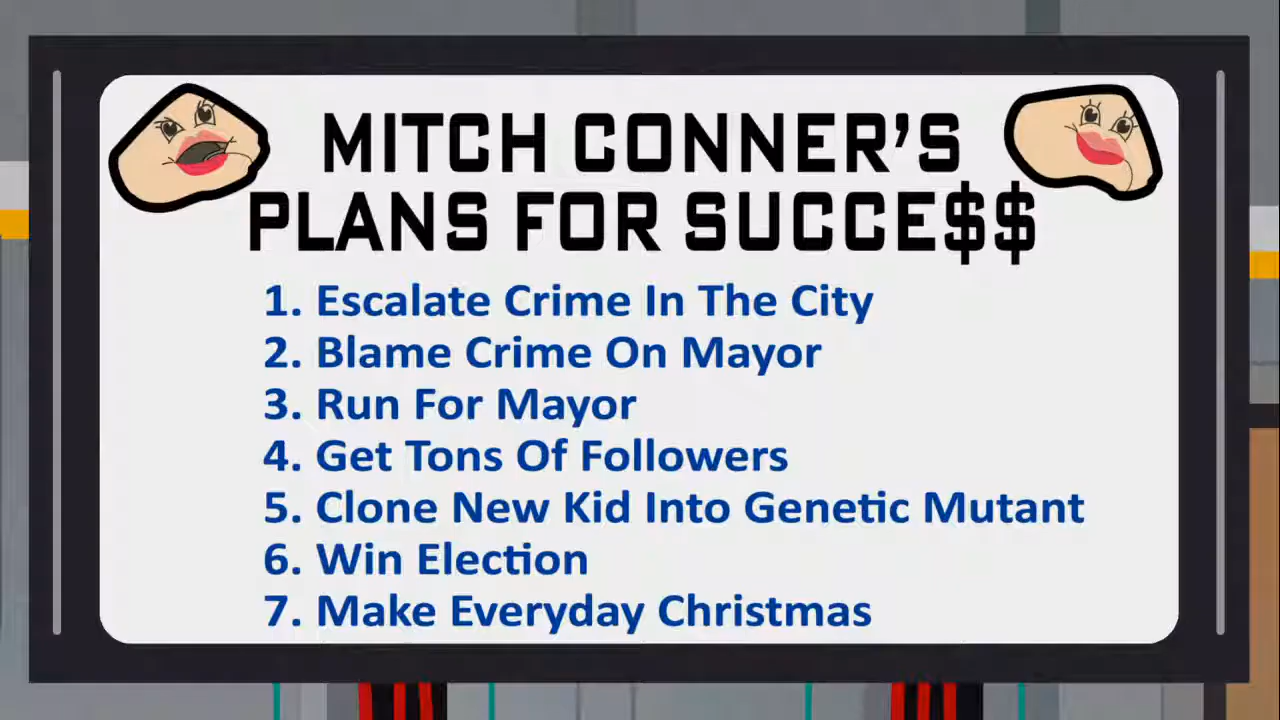 MITCH CONNER'S
PLANS FOR SUCCE$$
1. Escalate Crime In The City
2. Blame Crime On Mayor
3. Run For Mayor
4. Get Tons Of Followers
5. Clone New Kid Into Genetic Mutant
6. Win Election
7. Make Everyday Christmas